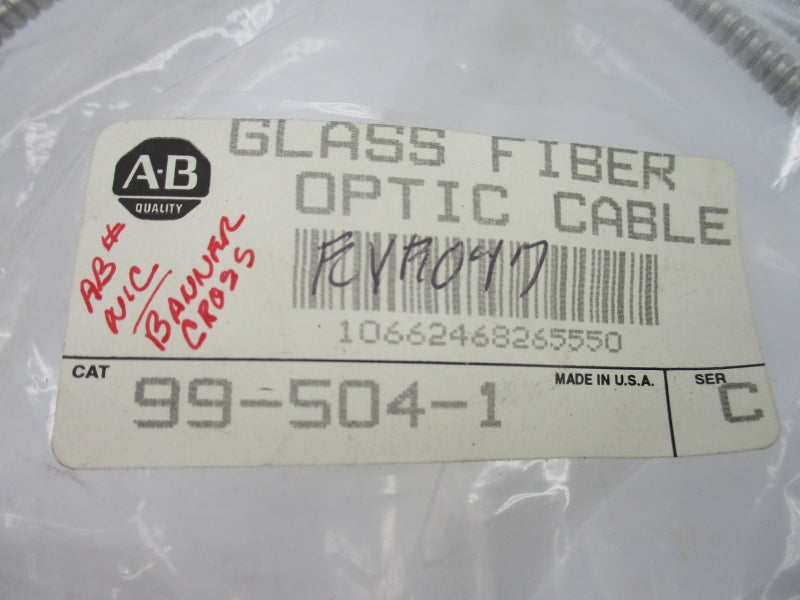 GLASS FIBER
OPTIC CABLE
A-B
QUALITY
AB#
N/C
BANNER
CROSS
10662468265550
CAT
99-504-1
MADE IN U.S.A.
SER
C